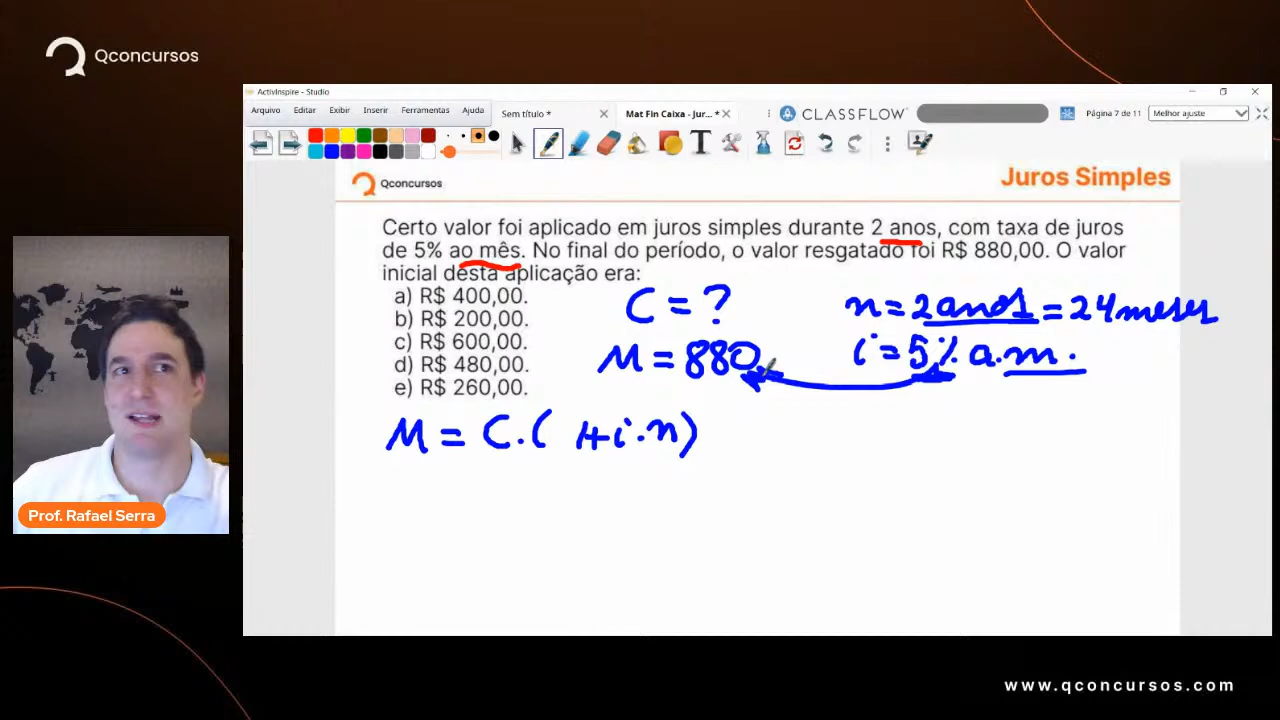 Qconcursos
ActivInspire - Studio
Arquivo Editar Exibir Inserir Ferramentas Ajuda
Sem título * Mat Fin Caixa - Jur... * CLASSFLOW Página 7 de 11 Melhor ajuste
Qconcursos
Juros Simples
Certo valor foi aplicado em juros simples durante 2 anos, com taxa de juros
de 5% ao mês. No final do período, o valor resgatado foi R$ 880,00. O valor
inicial desta aplicação era:
a) R$ 400,00.
b) R$ 200,00.
c) R$ 600,00.
d) R$ 480,00.
e) R$ 260,00.
C = ?
M = 880
n = 2 anos = 24 meses
i = 5% a.m.
M = C.( 1+i.n)
Prof. Rafael Serra
www.qconcursos.com